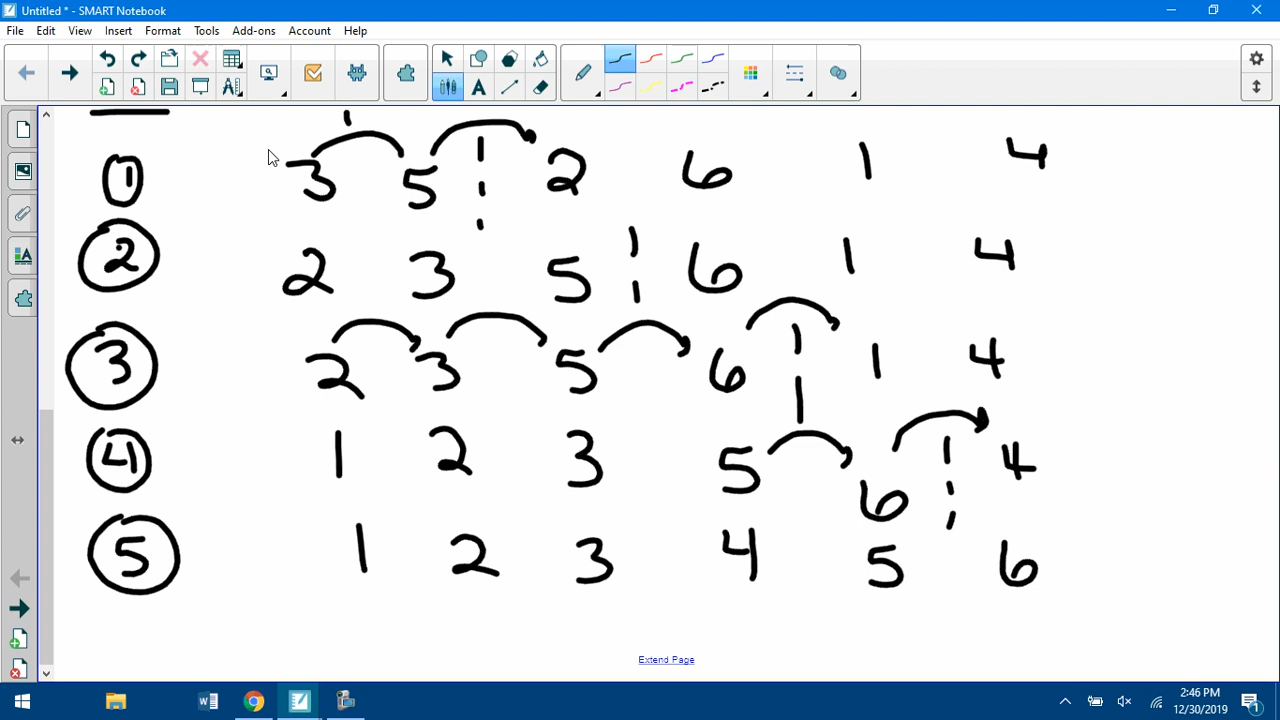 Untitled * - SMART Notebook
File Edit View Insert Format Tools Add-ons Account Help
1 3 5 2 6 1 4
2 2 3 5 6 1 4
3 2 3 5 6 1 4
4 1 2 3 5 6 4
5 1 2 3 4 5 6
Extend Page
2:46 PM
12/30/2019